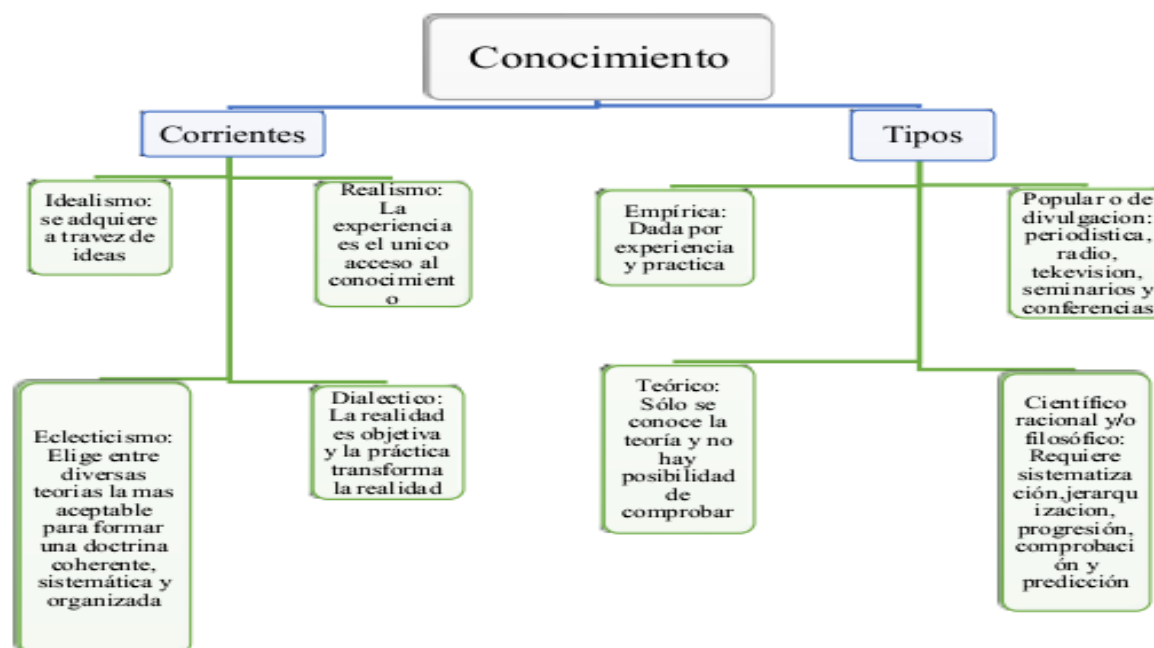 Conocimiento
Corrientes
Tipos
Idealismo:
se adquiere
a travez de
ideas
Realismo:
La
experiencia
es el unico
acceso al
conocimient
o
Empírica:
Dada por
experiencia
y practica
Popular o de
divulgacion:
periodistica,
radio,
tekevision,
seminarios y
conferencias
Eclecticismo:
Elige entre
diversas
teorias la mas
aceptable
para formar
una doctrina
coherente,
sistemática y
organizada
Dialectico:
La realidad
es objetiva
y la práctica
transforma
la realidad
Teórico:
Sólo se
conoce la
teoría y no
hay
posibilidad
de
comprobar
Científico
racional y/o
filosófico:
Requiere
sistematiza
ción,jerarqu
izacion,
progresión,
comprobaci
ón y
predicción